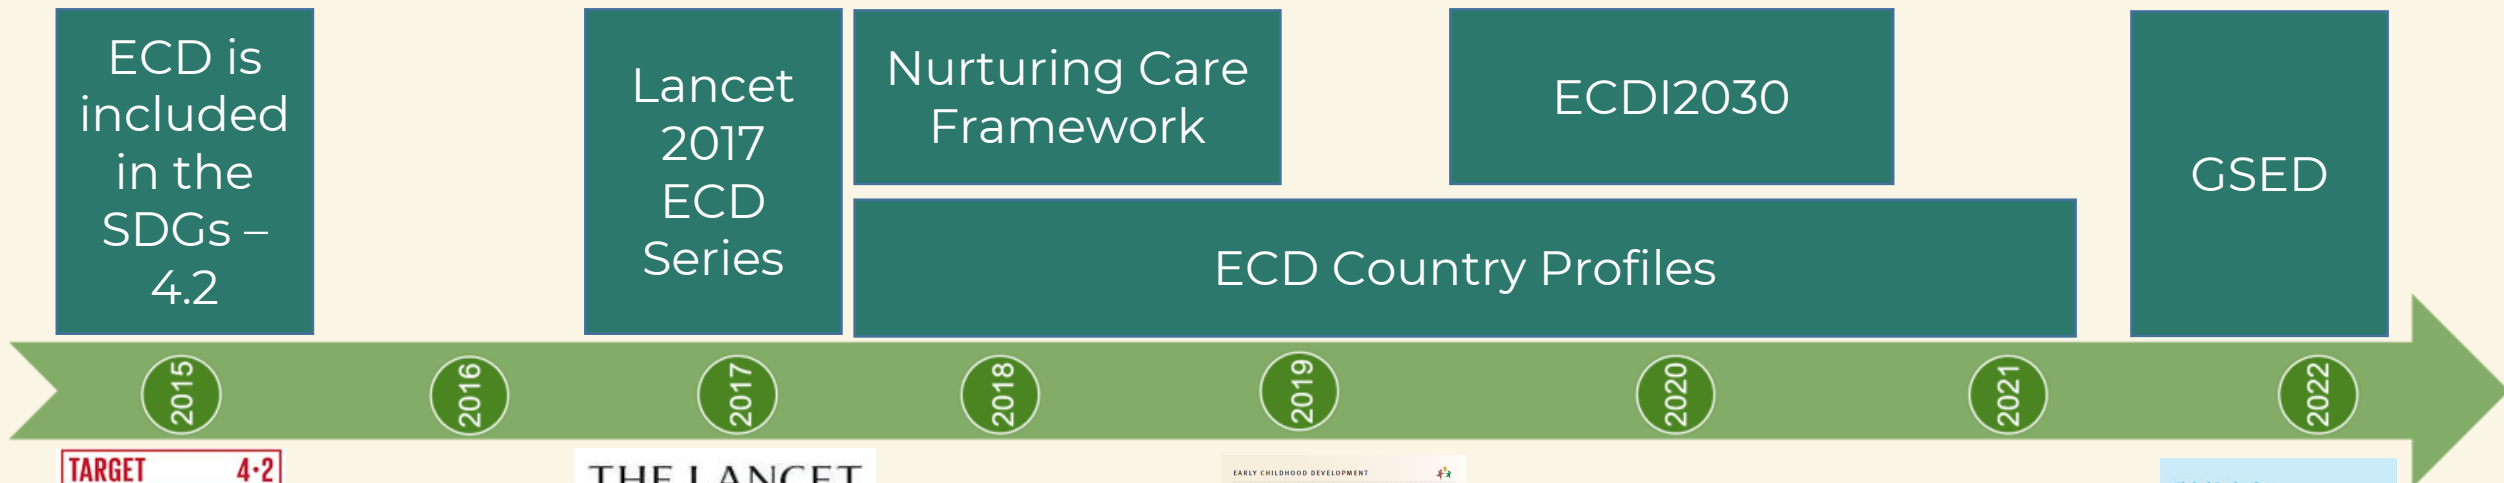 ECD is
included
in the
SDGs –
4.2
Lancet
2017
ECD
Series
Nurturing Care
Framework
ECDI2030
ECD Country Profiles
GSED
2015
2016
2017
2018
2019
2020
2021
2022
TARGET 4·2
THE LANCET
EARLY CHILDHOOD DEVELOPMENT